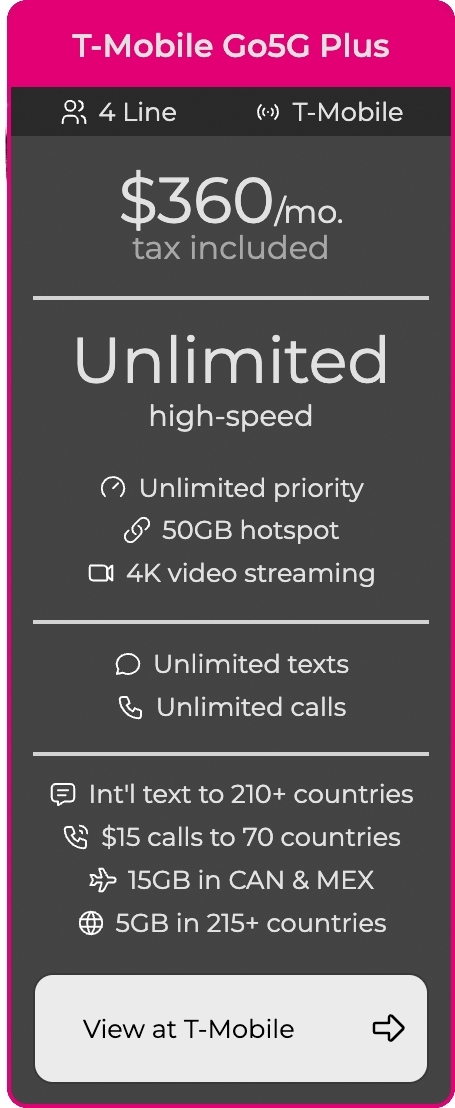 T-Mobile Go5G Plus
4 Line T-Mobile
$360/mo.
tax included
Unlimited
high-speed
Unlimited priority
50GB hotspot
4K video streaming
Unlimited texts
Unlimited calls
Int'l text to 210+ countries
$15 calls to 70 countries
15GB in CAN & MEX
5GB in 215+ countries
View at T-Mobile